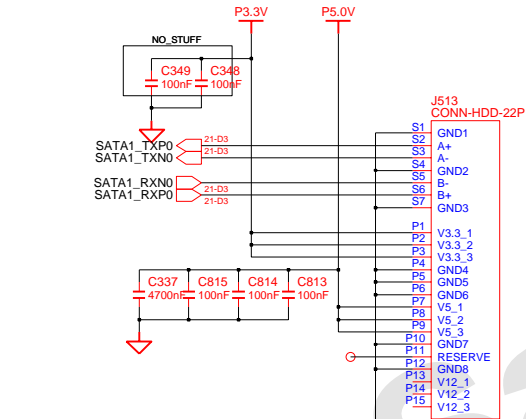 P3.3V
P5.0V
NO_STUFF
C349
100nF
C348
100nF
J513
CONN-HDD-22P
SATA1_TXP0
21-D3
SATA1_TXN0
21-D3
SATA1_RXN0
21-D3
SATA1_RXP0
21-D3
S1 GND1
S2 A+
S3 A-
S4 GND2
S5 B-
S6 B+
S7 GND3
P1 V3.3_1
P2 V3.3_2
P3 V3.3_3
P4 GND4
P5 GND5
P6 GND6
P7 V5_1
P8 V5_2
P9 V5_3
P10 GND7
P11 RESERVE
P12 GND8
P13 V12_1
P14 V12_2
P15 V12_3
C337
4700nF
C815
100nF
C814
100nF
C813
100nF